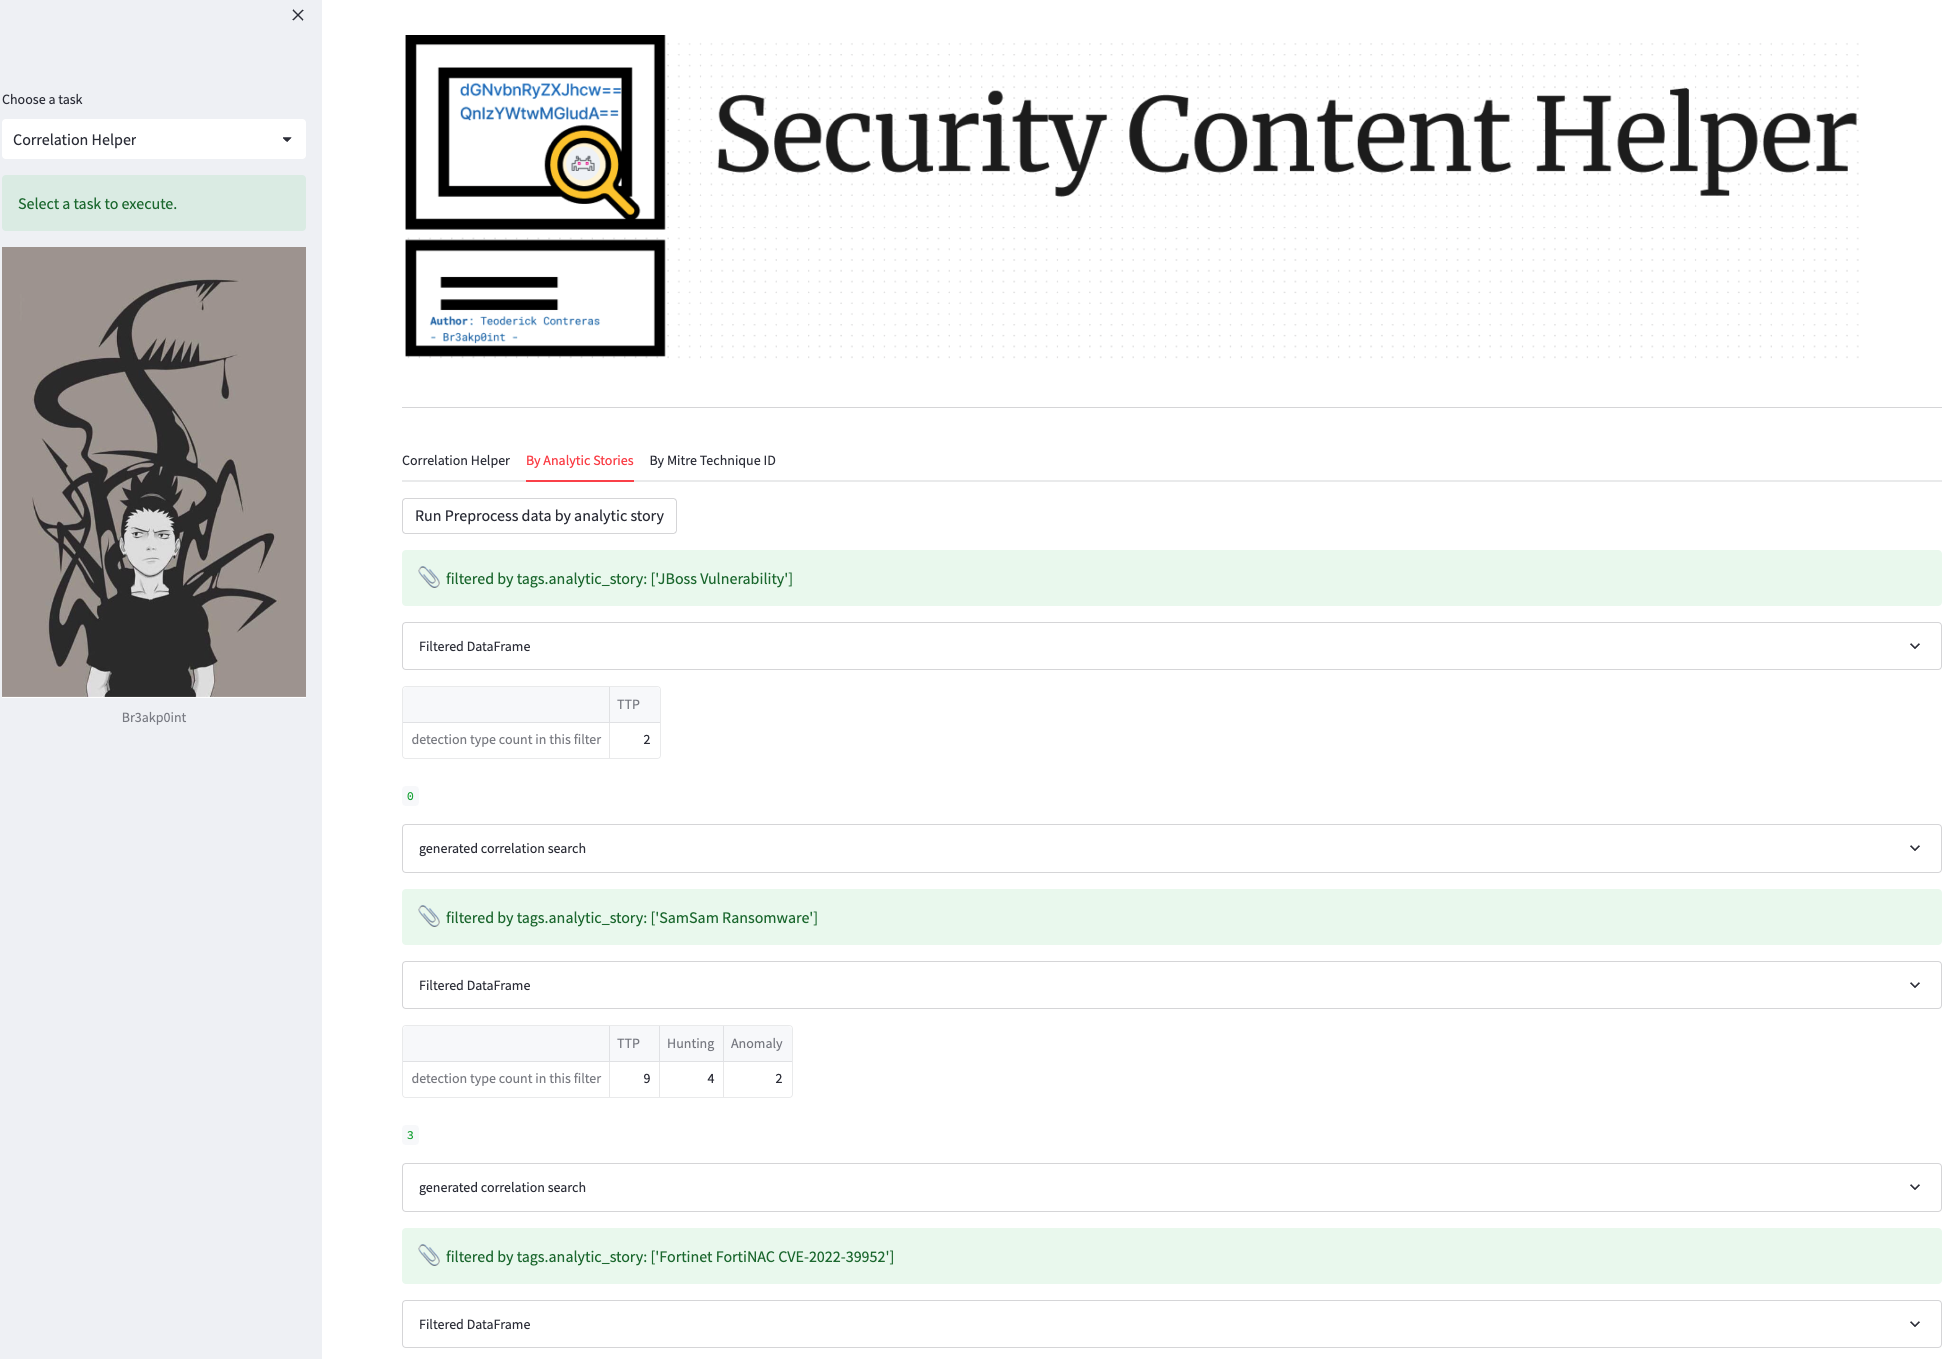 Choose a task
Correlation Helper
Select a task to execute.
Br3akp0int
dGNvbnRyZXJhcw==
QnIzYWtwMGludA==
Security Content Helper
Author: Teoderick Contreras
- Br3akp0int -
Correlation Helper By Analytic Stories By Mitre Technique ID
Run Preprocess data by analytic story
filtered by tags.analytic_story: ['JBoss Vulnerability']
Filtered DataFrame
TTP
detection type count in this filter 2
0
generated correlation search
filtered by tags.analytic_story: ['SamSam Ransomware']
Filtered DataFrame
TTP Hunting Anomaly
detection type count in this filter 9 4 2
3
generated correlation search
filtered by tags.analytic_story: ['Fortinet FortiNAC CVE-2022-39952']
Filtered DataFrame